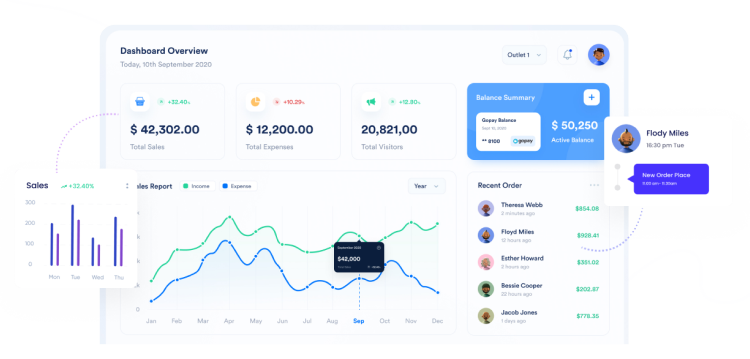 Dashboard Overview
Today, 10th September 2020
Outlet 1
+32.40%
$ 42,302.00
Total Sales
+10.29%
$ 12,200.00
Total Expenses
+12.80%
20,821,00
Total Visitors
Balance Summary
+
Gopay Balance
Sept 10, 2020
** 8100
gopay
$ 50,250
Active Balance
Flody Miles
16:30 pm Tue
New Order Place
11:00 am - 11:30am
Sales
+22.40%
300
200
100
0
Mon
Tue
Wed
Thu
les Report
Income
Expense
Year
September 2020
$42,000
Jan
Feb
Mar
Apr
May
Jun
Jul
Aug
Sep
Oct
Nov
Dec
Recent Order
Theresa Webb
2 minutes ago
$854.08
Floyd Miles
12 hours ago
$928.41
Esther Howard
3 hours ago
$351.02
Bessie Cooper
22 hours ago
$202.87
Jacob Jones
1 days ago
$778.35